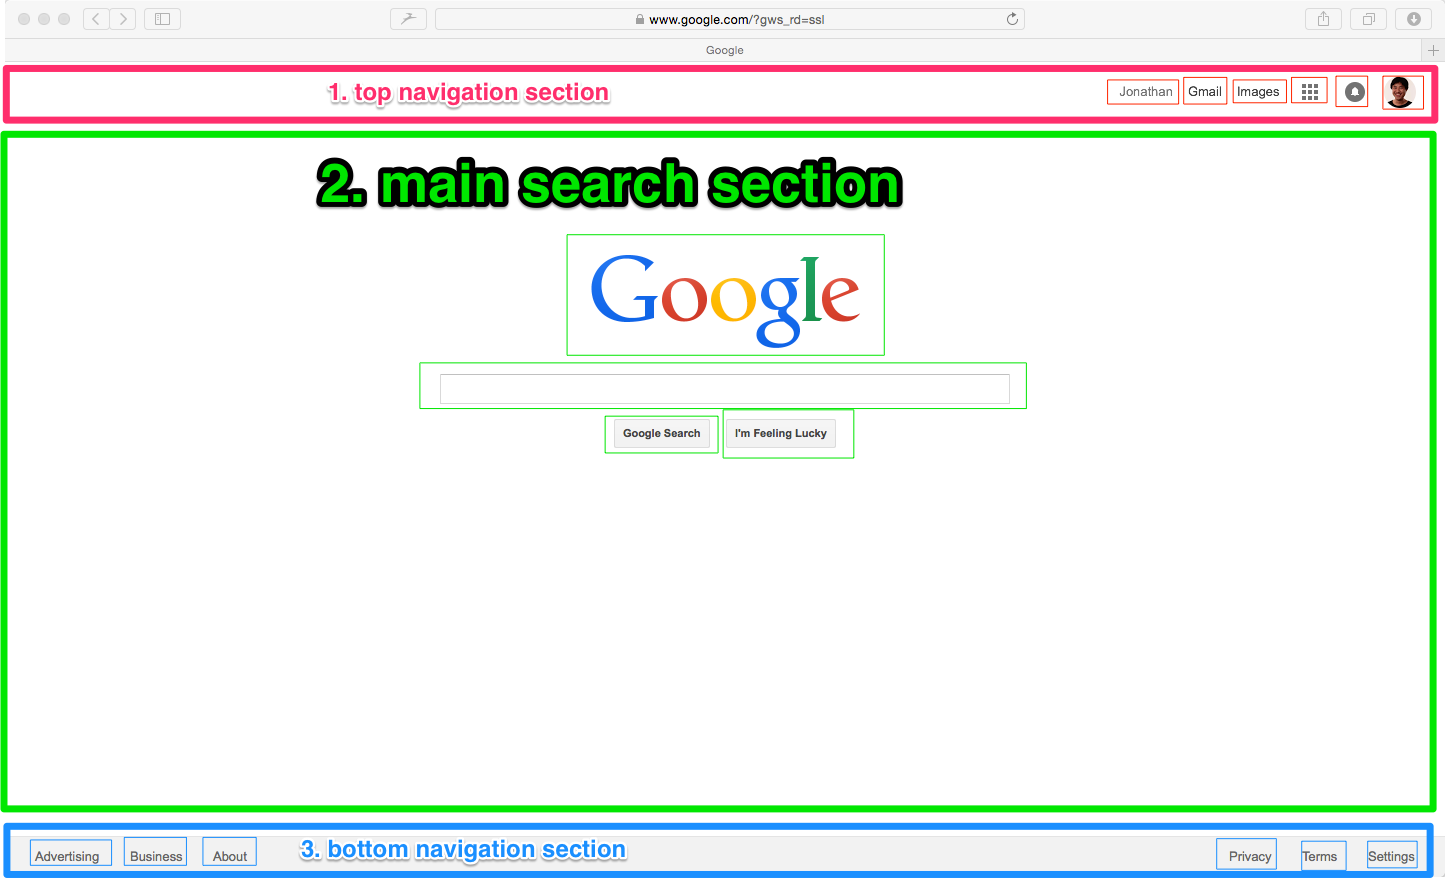 www.google.com/?gws_rd=ssl
Google
1. top navigation section
Jonathan Gmail Images
2. main search section
Google
Google Search I'm Feeling Lucky
Advertising Business About 3. bottom navigation section Privacy Terms Settings